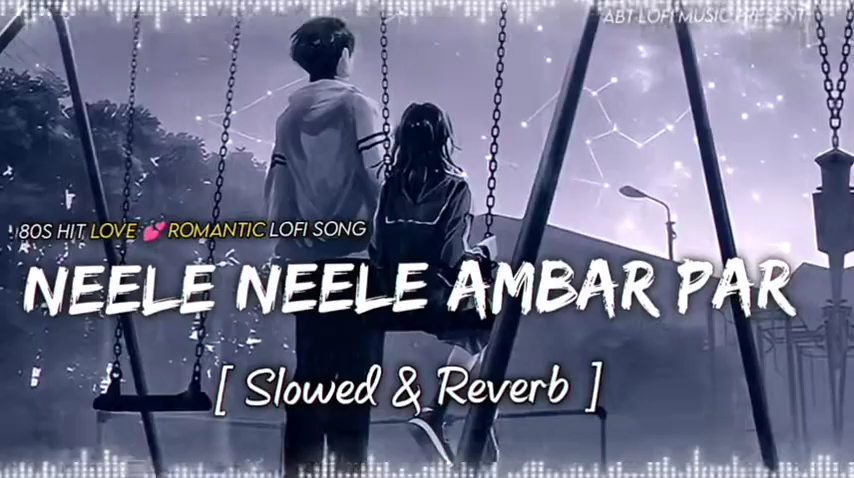 ABT LOFI MUSIC PRESENT
80S HIT LOVE 💕 ROMANTIC LOFI SONG
NEELE NEELE AMBAR PAR
[ Slowed & Reverb ]